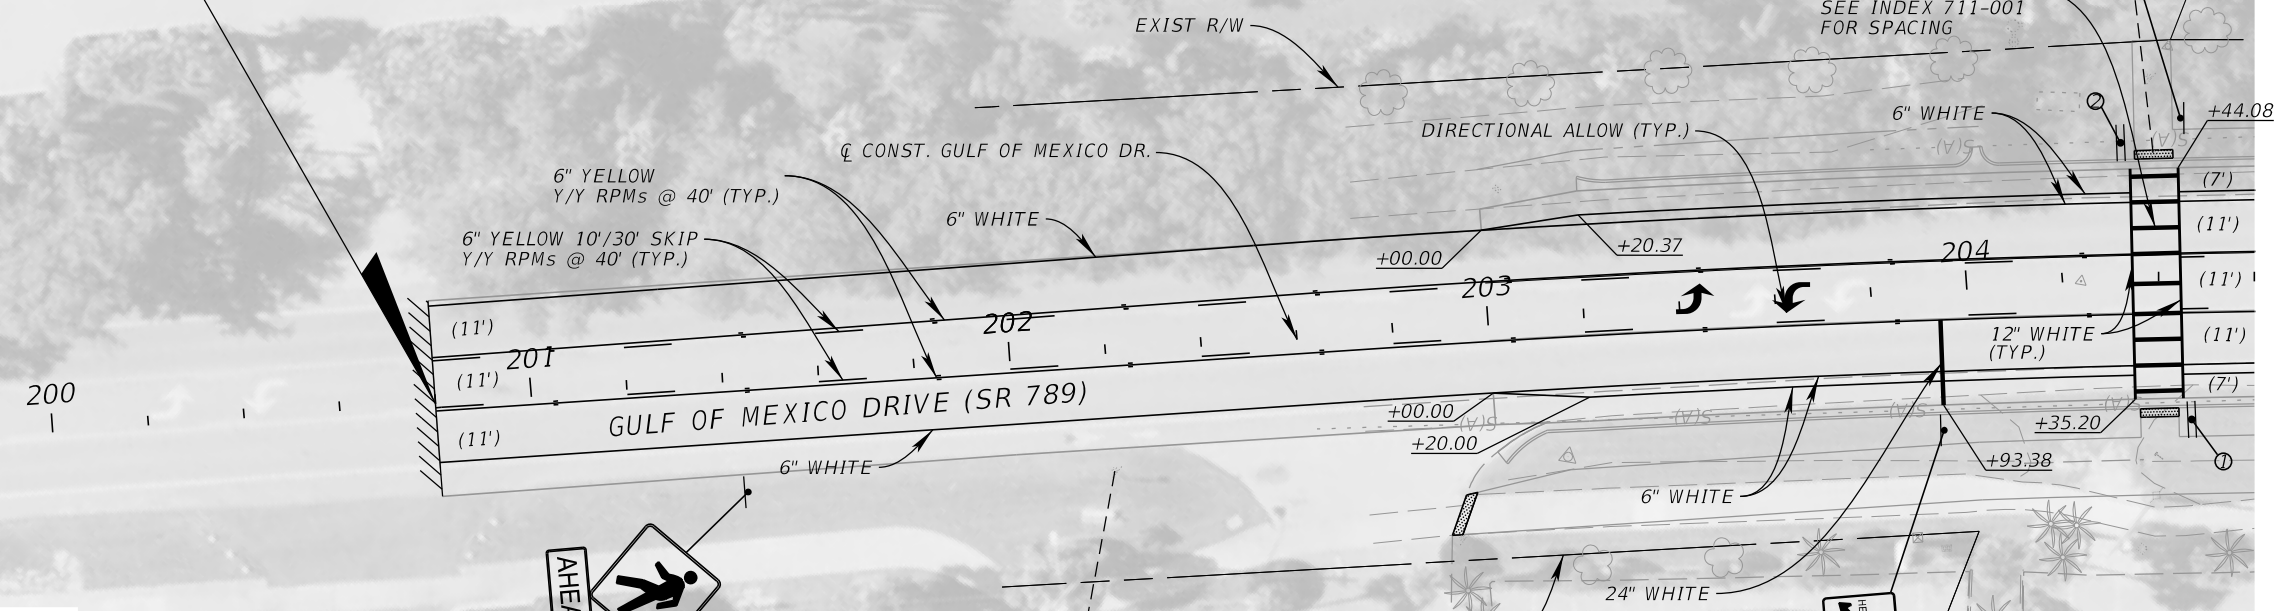 SEE INDEX 711-001
FOR SPACING
EXIST R/W
6" WHITE
2
+44.08
DIRECTIONAL ALLOW (TYP.)
S(A)
S(A)
℄ CONST. GULF OF MEXICO DR.
6" YELLOW
Y/Y RPMs @ 40' (TYP.)
(7')
6" WHITE
(11')
6" YELLOW 10'/30' SKIP
Y/Y RPMs @ 40' (TYP.)
+00.00
+20.37
204
(11')
203
202
(11')
12" WHITE
(TYP.)
(11')
201
(11')
(7')
200
GULF OF MEXICO DRIVE (SR 789)
+00.00
S(A)
S(A)
S(A)
S(A)
+20.00
+35.20
(11')
6" WHITE
+93.38
1
6" WHITE
24" WHITE